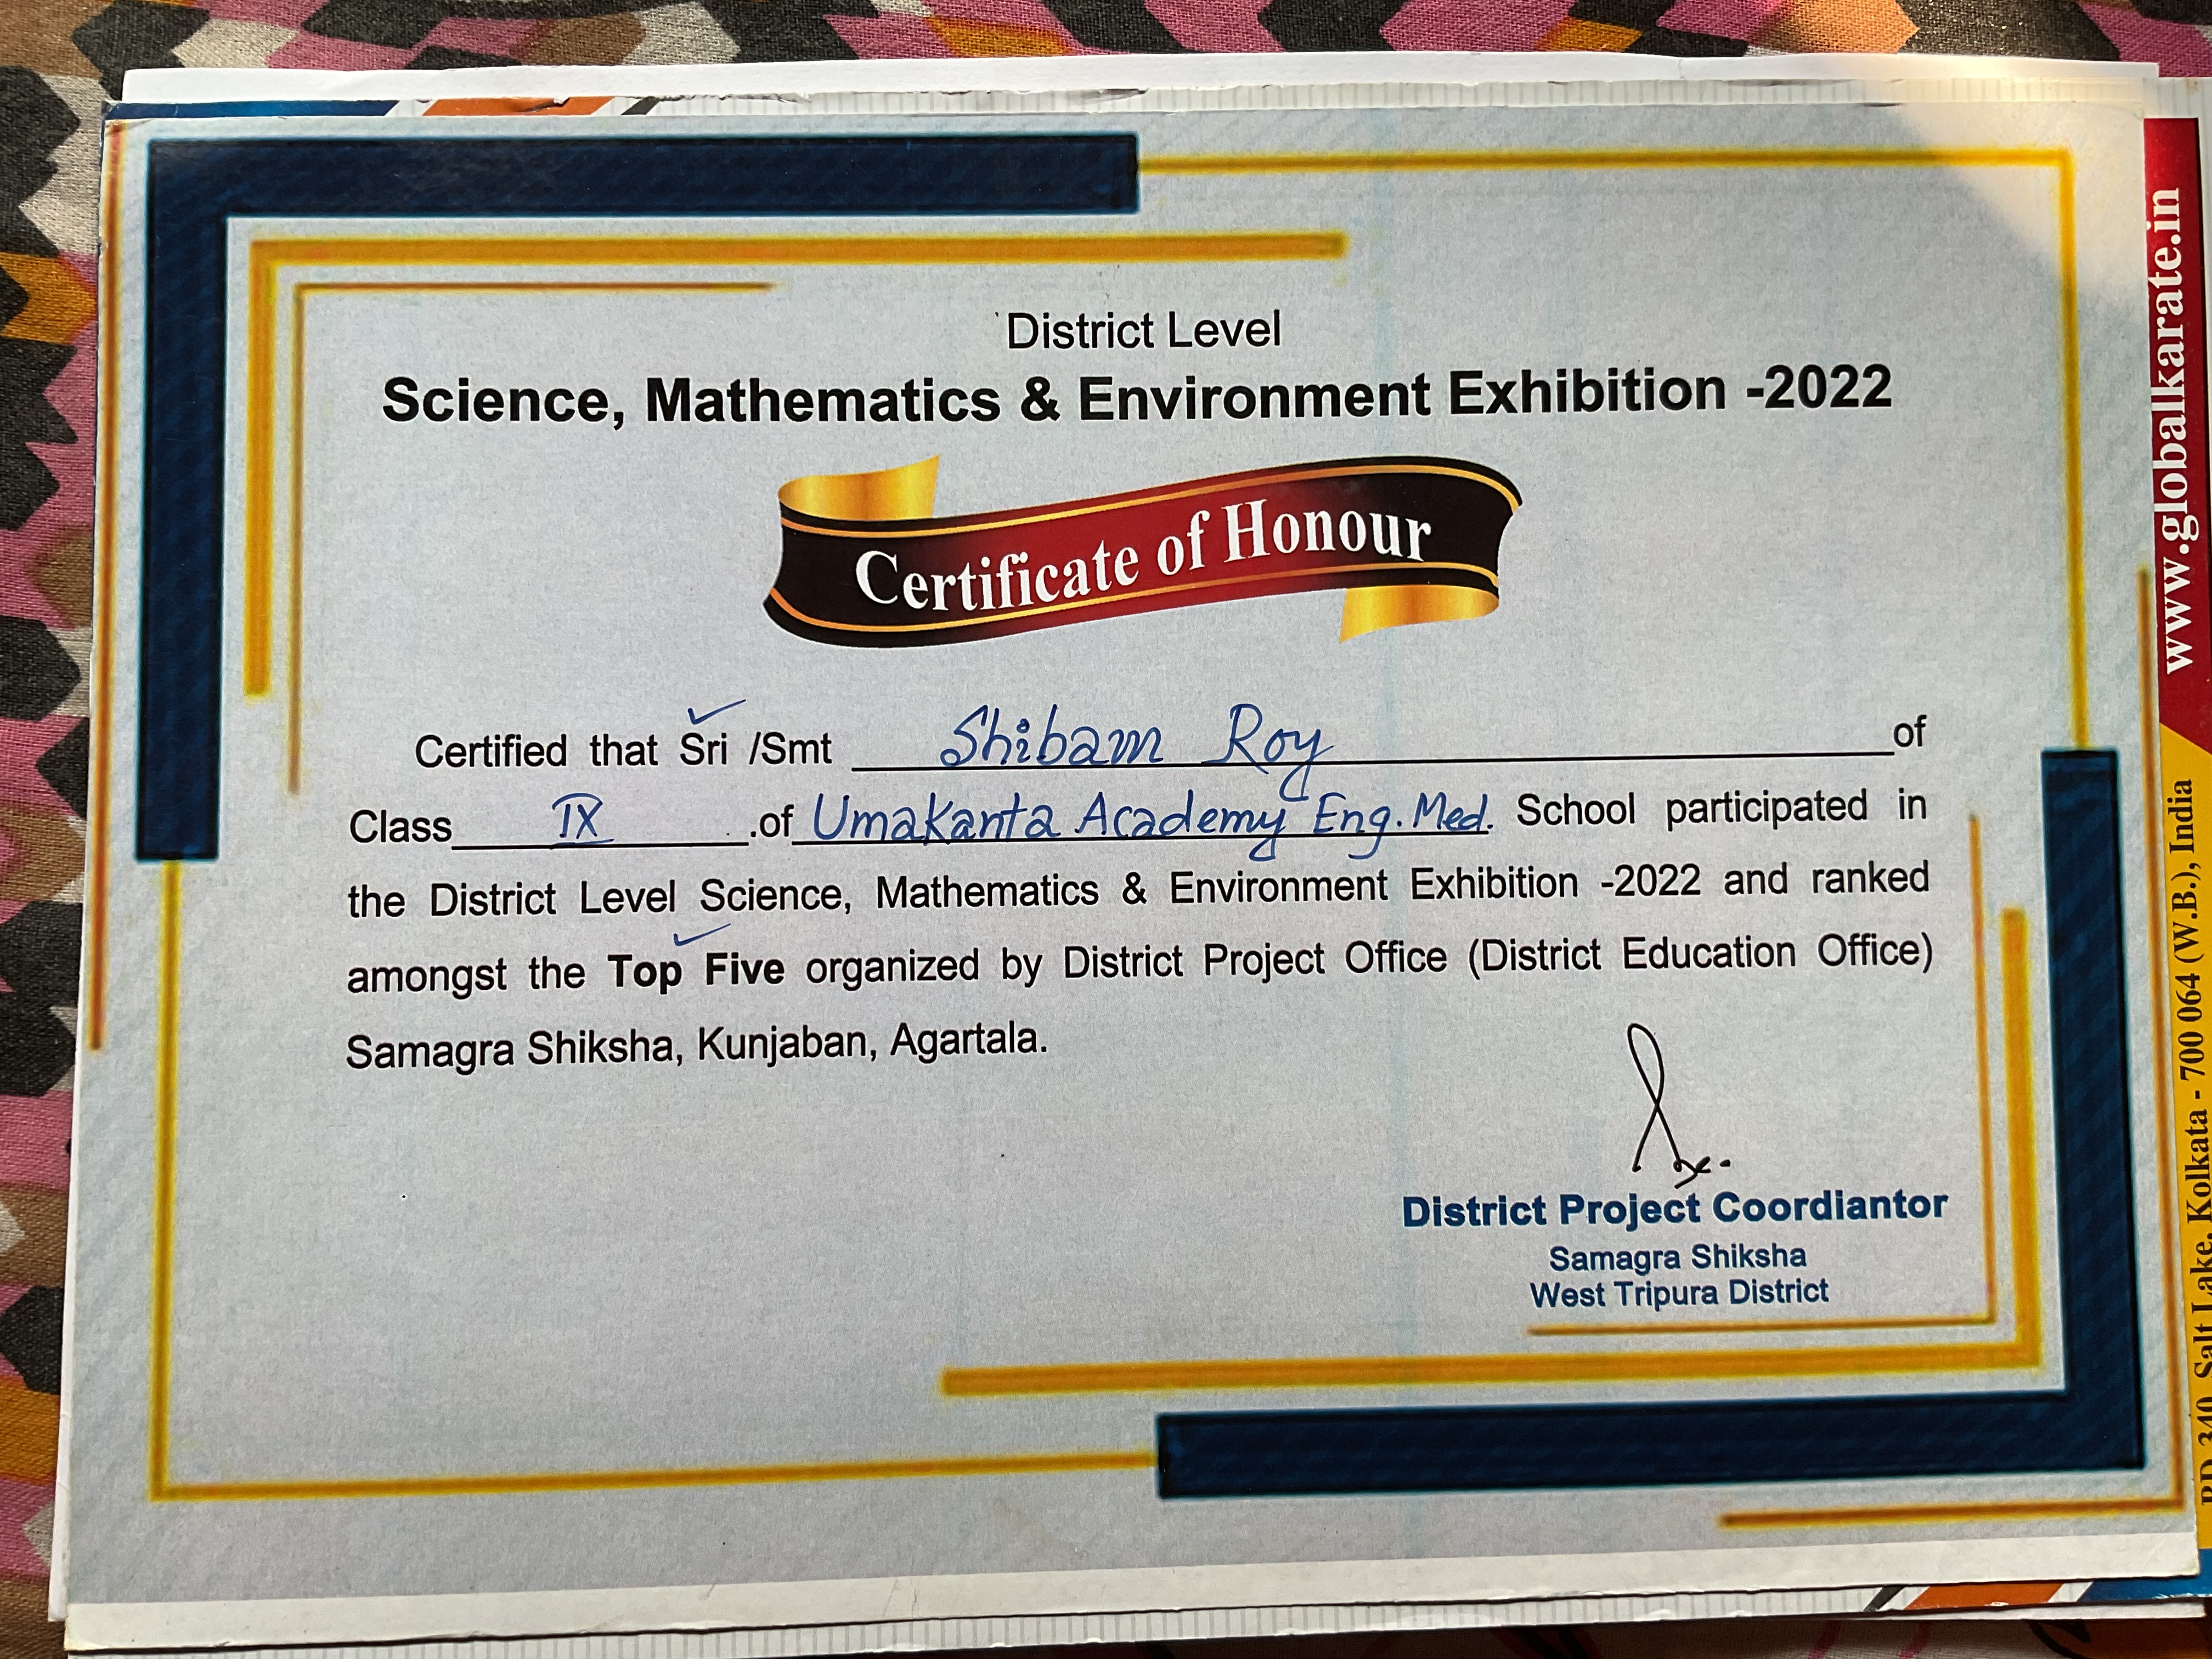 District Level
Science, Mathematics & Environment Exhibition -2022
Certificate of Honour
Certified that Sri /Smt Shibam Roy of
Class IX .of Umakanta Academy Eng. Med. School participated in
the District Level Science, Mathematics & Environment Exhibition -2022 and ranked
amongst the Top Five organized by District Project Office (District Education Office)
Samagra Shiksha, Kunjaban, Agartala.
District Project Coordiantor
Samagra Shiksha
West Tripura District
www.globalkarate.in
Salt Lake, Kolkata - 700 064 (W.B.), India